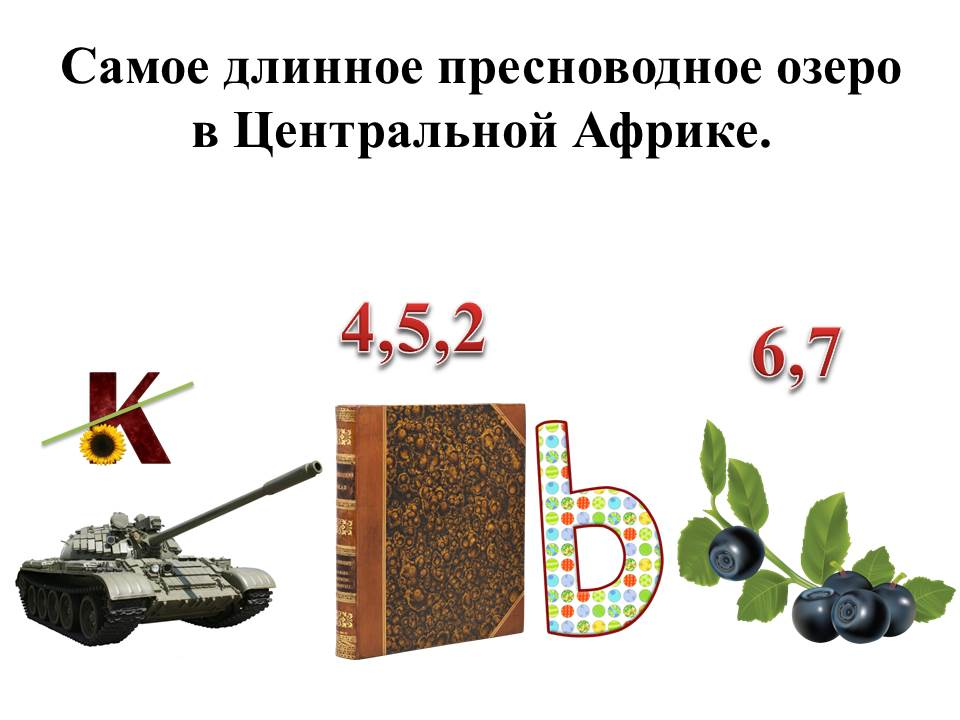 Самое длинное пресноводное озеро
в Центральной Африке.
4,5,2
6,7
К
Ь